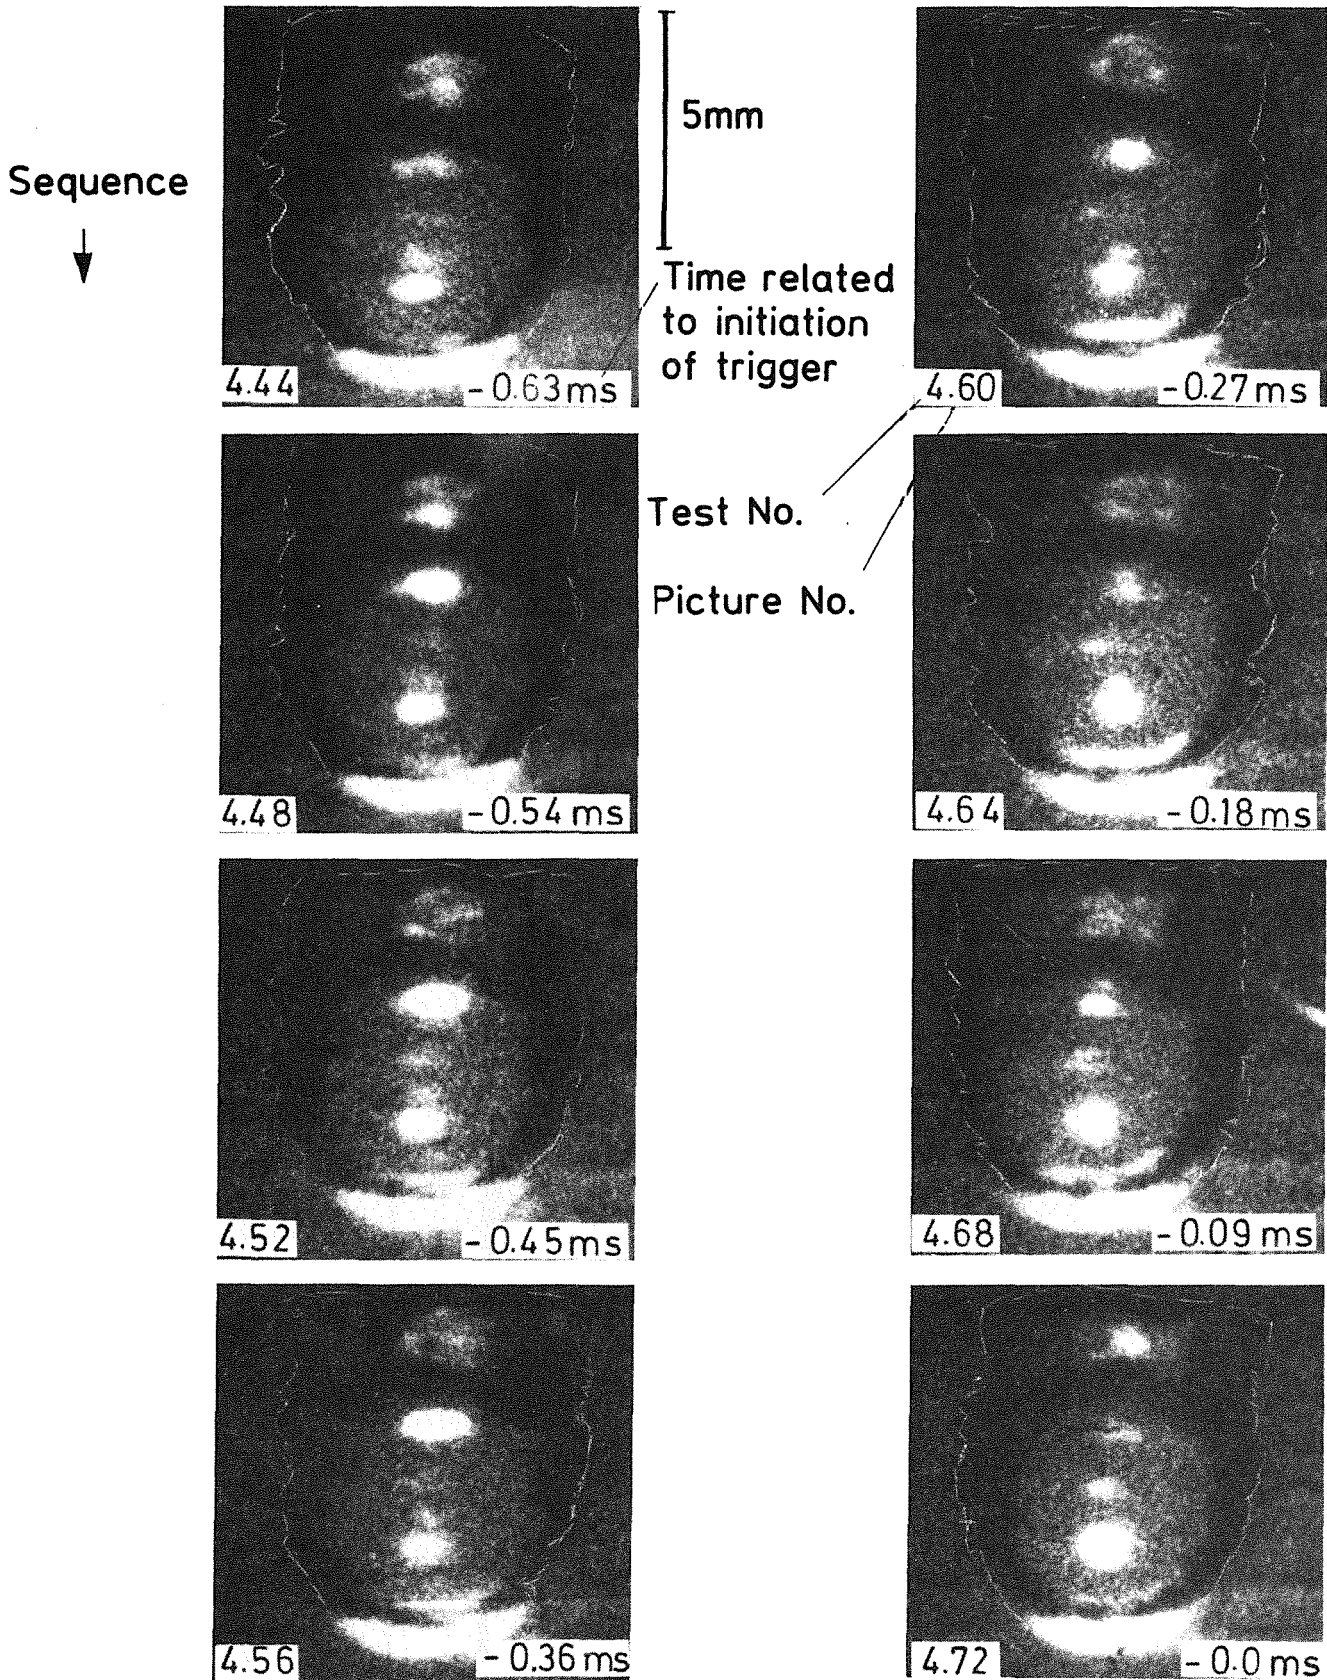 5mm
Sequence
Time related
to initiation
of trigger
4.44
-0.63ms
4.60
-0.27ms
Test No.
Picture No.
4.48
-0.54ms
4.64
-0.18ms
4.52
-0.45ms
4.68
-0.09ms
4.56
-0.36ms
4.72
-0.0ms